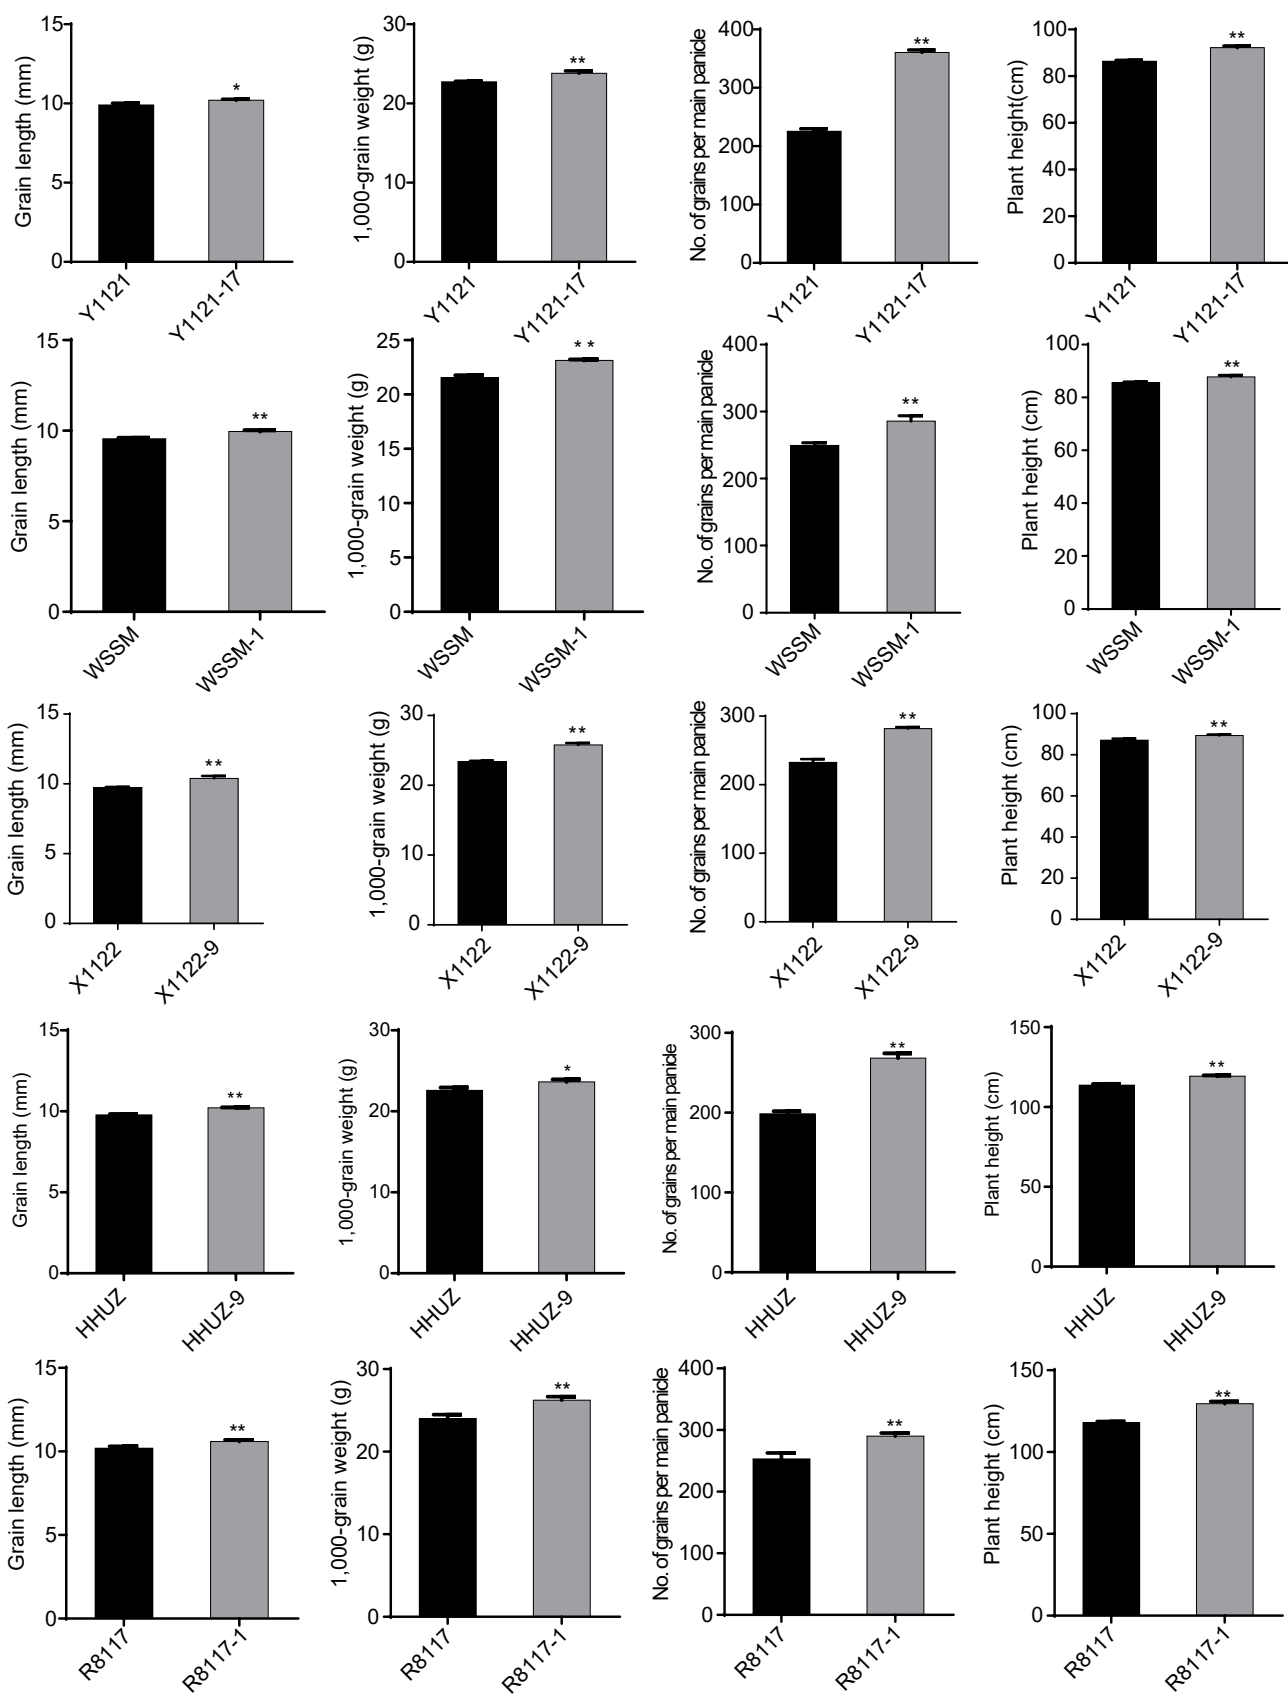 Grain length (mm)
15
10
5
0
*
Y1121
Y1121-17
1,000-grain weight (g)
30
20
10
0
**
Y1121
Y1121-17
No. of grains per main panicle
400
300
200
100
0
**
Y1121
Y1121-17
Plant height(cm)
100
80
60
40
20
0
**
Y1121
Y1121-17
Grain length (mm)
15
10
5
0
**
WSSM
WSSM-1
1,000-grain weight (g)
25
20
15
10
5
0
**
WSSM
WSSM-1
No. of grains per main panicle
400
300
200
100
0
**
WSSM
WSSM-1
Plant height (cm)
100
80
60
40
20
0
**
WSSM
WSSM-1
Grain length (mm)
15
10
5
0
**
X1122
X1122-9
1,000-grain weight (g)
30
20
10
0
**
X1122
X1122-9
No. of grains per main panicle
300
200
100
0
**
X1122
X1122-9
Plant height (cm)
100
80
60
40
20
0
**
X1122
X1122-9
Grain length (mm)
15
10
5
0
**
HHUZ
HHUZ-9
1,000-grain weight (g)
30
20
10
0
*
HHUZ
HHUZ-9
No. of grains per main panicle
300
200
100
0
**
HHUZ
HHUZ-9
Plant height (cm)
150
100
50
0
**
HHUZ
HHUZ-9
Grain length (mm)
15
10
5
0
**
R8117
R8117-1
1,000-grain weight (g)
30
20
10
0
**
R8117
R8117-1
No. of grains per main panicle
400
300
200
100
0
**
R8117
R8117-1
Plant height (cm)
150
100
50
0
**
R8117
R8117-1